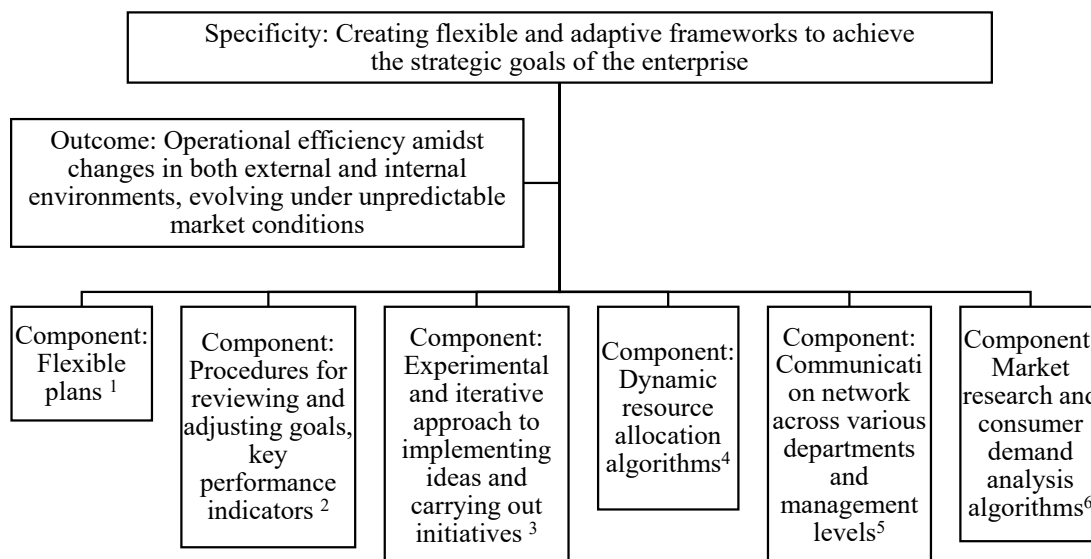 Specificity: Creating flexible and adaptive frameworks to achieve
the strategic goals of the enterprise
Outcome: Operational efficiency amidst
changes in both external and internal
environments, evolving under unpredictable
market conditions
Component:
Flexible
plans ¹
Component:
Procedures for
reviewing and
adjusting goals,
key
performance
indicators ²
Component:
Experimental
and iterative
approach to
implementing
ideas and
carrying out
initiatives ³
Component:
Dynamic
resource
allocation
algorithms⁴
Component:
Communicati
on network
across various
departments
and
management
levels⁵
Component:
Market
research and
consumer
demand
analysis
algorithms⁶